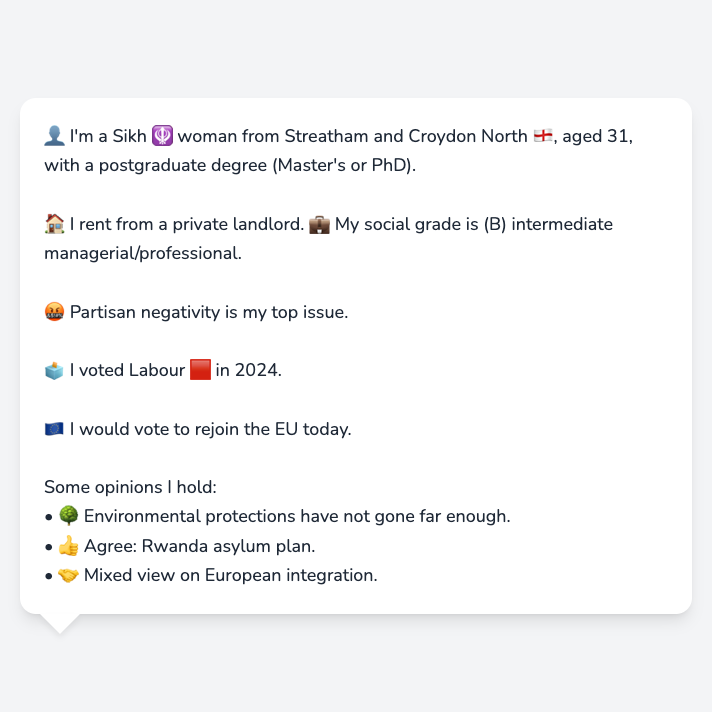 👤 I'm a Sikh 🪯 woman from Streatham and Croydon North 🏴󠁧󠁢󠁥󠁮󠁧󠁿, aged 31,
with a postgraduate degree (Master's or PhD).
🏠 I rent from a private landlord. 💼 My social grade is (B) intermediate
managerial/professional.
🤬 Partisan negativity is my top issue.
🗳️ I voted Labour 🟥 in 2024.
🇪🇺 I would vote to rejoin the EU today.
Some opinions I hold:
• 🌳 Environmental protections have not gone far enough.
• 👍 Agree: Rwanda asylum plan.
• 🤝 Mixed view on European integration.